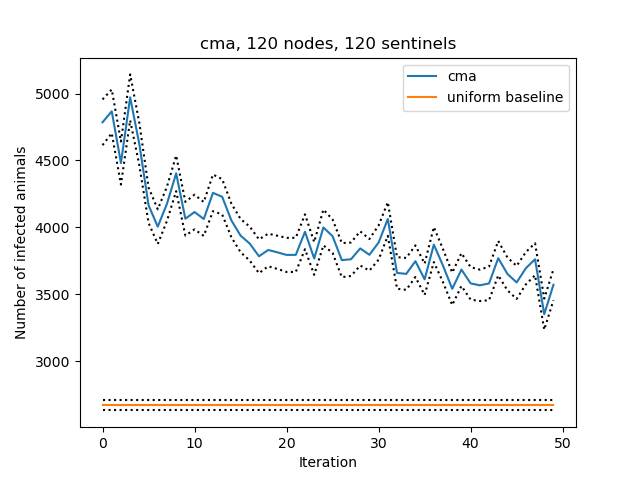 cma, 120 nodes, 120 sentinels
cma
uniform baseline
5000
4500
4000
3500
3000
Number of infected animals
0 10 20 30 40 50
Iteration